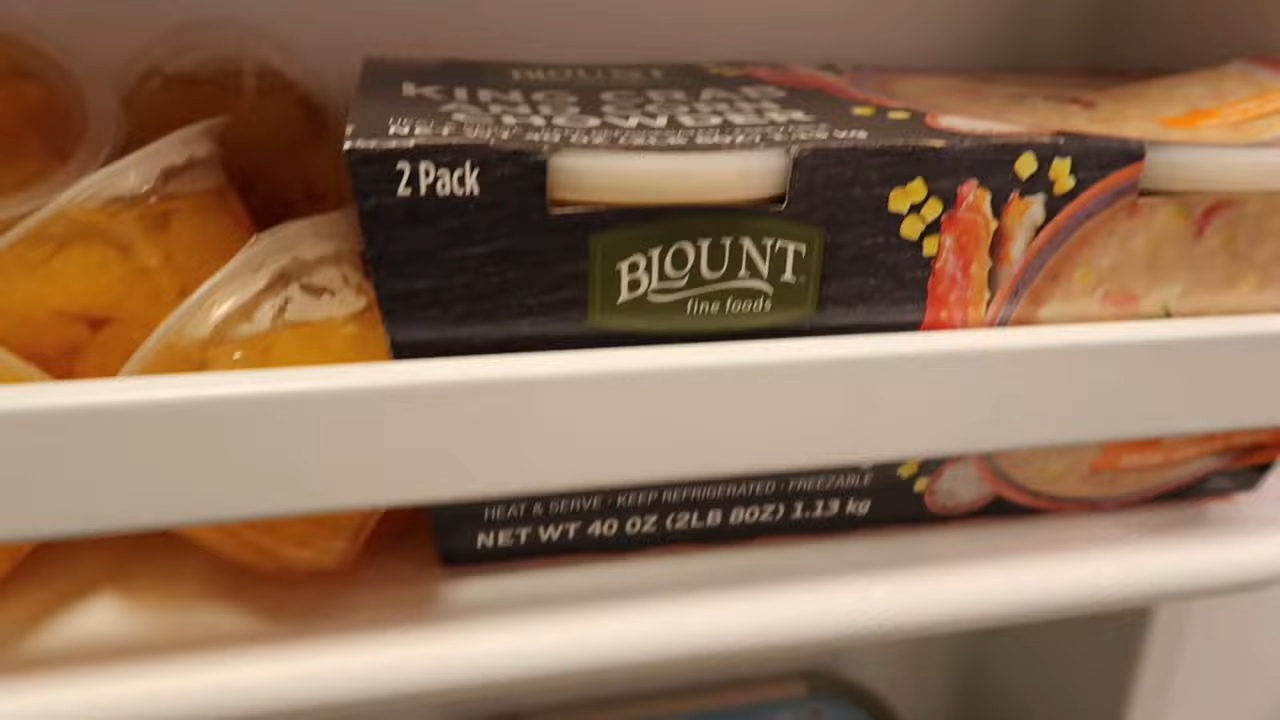 BLOUNT
KING CRAB
AND CORN
CHOWDER
2 Pack
BLOUNT
fine foods
HEAT & SERVE · KEEP REFRIGERATED · FREEZABLE
NET WT 40 OZ (2LB 8OZ) 1.13 kg